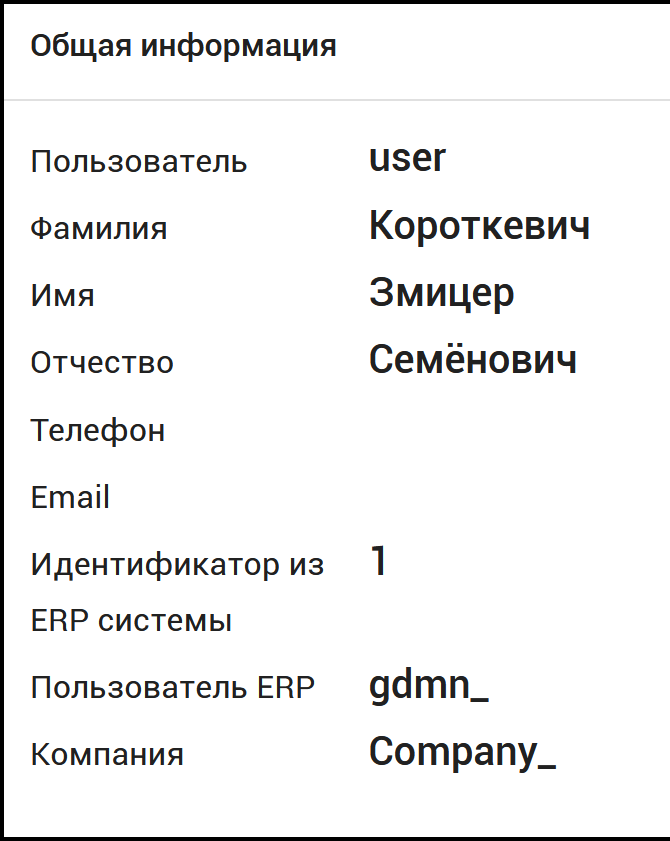 Общая информация
Пользователь user
Фамилия Короткевич
Имя Змицер
Отчество Семёнович
Телефон
Email
Идентификатор из 1
ERP системы
Пользователь ERP gdmn_
Компания Company_